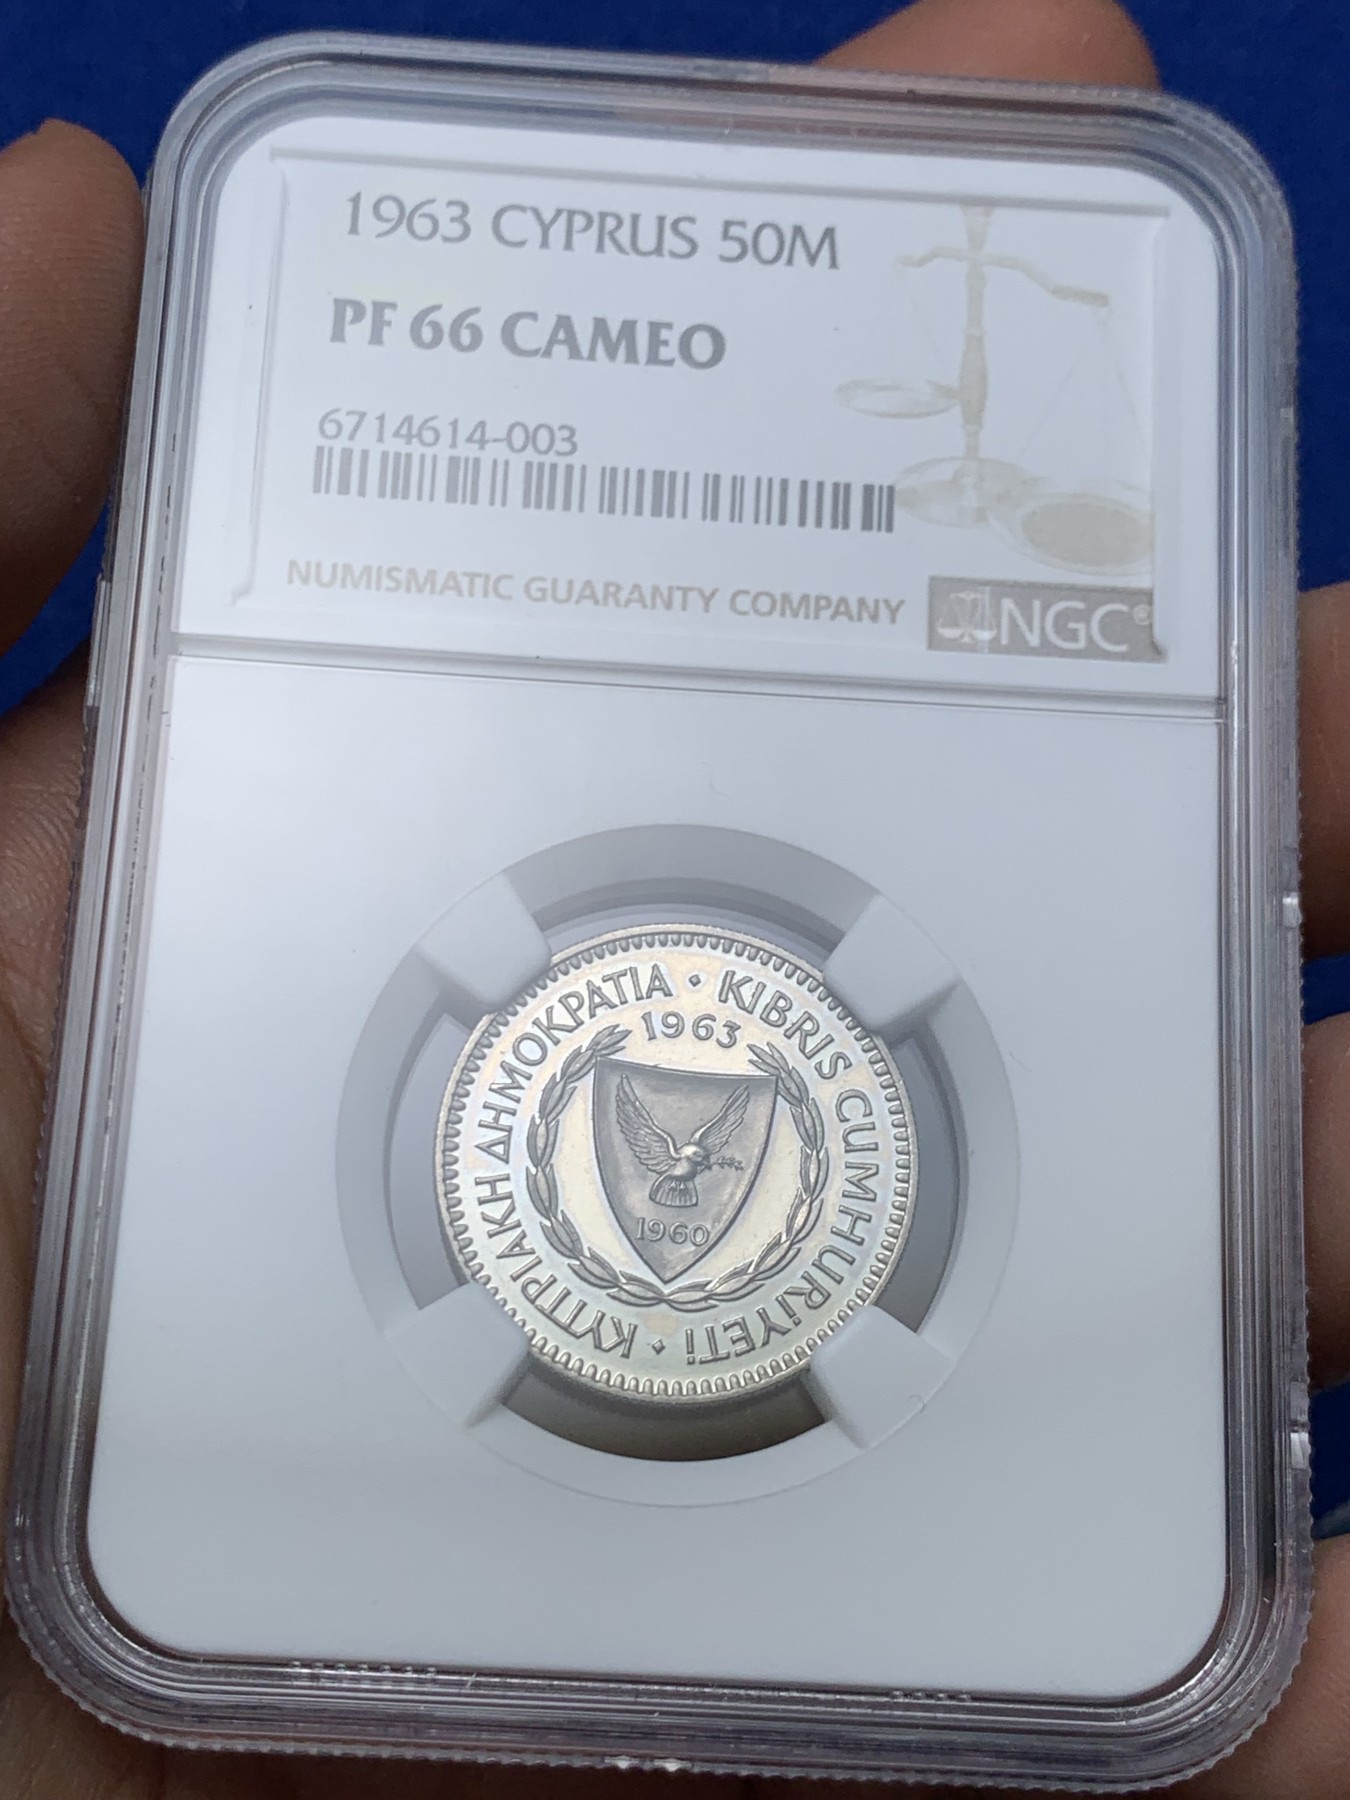 1963 CYPRUS 50M
PF 66 CAMEO
6714614-003
NUMISMATIC GUARANTY COMPANY
NGC®
ΚΥΠΡΙΑΚΗ ΔΗΜΟΚΡΑΤΙΑ • KIBRIS CUMHURİYETİ •
1963
1960